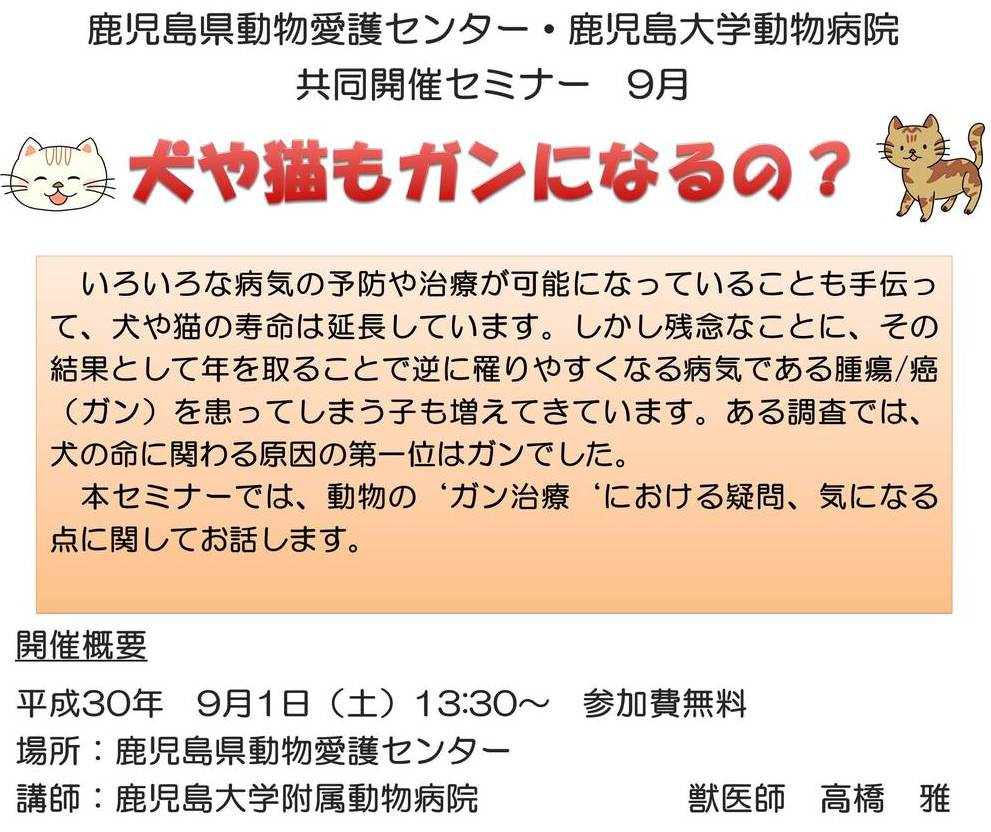 鹿児島県動物愛護センター・鹿児島大学動物病院
共同開催セミナー　9月
犬や猫もガンになるの？
　いろいろな病気の予防や治療が可能になっていることも手伝っ
て、犬や猫の寿命は延長しています。しかし残念なことに、その
結果として年を取ることで逆に罹りやすくなる病気である腫瘍/癌
（ガン）を患ってしまう子も増えてきています。ある調査では、
犬の命に関わる原因の第一位はガンでした。
　本セミナーでは、動物の‘ガン治療‘における疑問、気になる
点に関してお話します。
開催概要
平成30年　9月1日（土）13:30～　参加費無料
場所：鹿児島県動物愛護センター
講師：鹿児島大学附属動物病院　　　　　　獣医師　高橋　雅